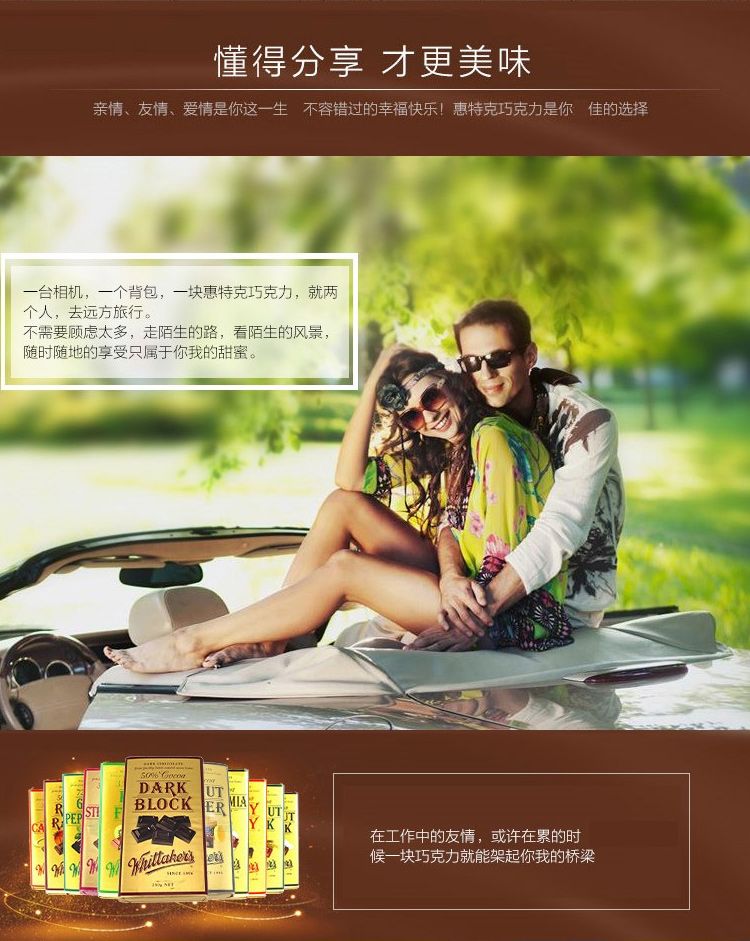 懂得分享 才更美味
亲情、友情、爱情是你这一生 不容错过的幸福快乐！惠特克巧克力是你 佳的选择
一台相机，一个背包，一块惠特克巧克力，就两
个人，去远方旅行。
不需要顾虑太多，走陌生的路，看陌生的风景，
随时随地的享受只属于你我的甜蜜。
DARK CHOCOLATE
50% Cocoa
DARK
BLOCK
Whittaker's
SINCE 1896
250g NET
在工作中的友情，或许在累的时
候一块巧克力就能架起你我的桥梁